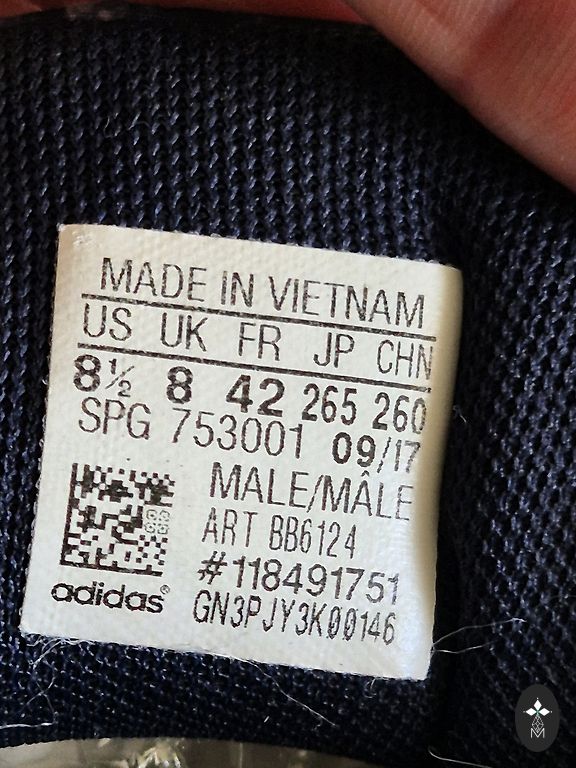 MADE IN VIETNAM
US UK FR JP CHN
8½ 8 42 265 260
SPG 753001 09/17
MALE/MÂLE
ART BB6124
#118491751
adidas® GN3PJY3K00146
M